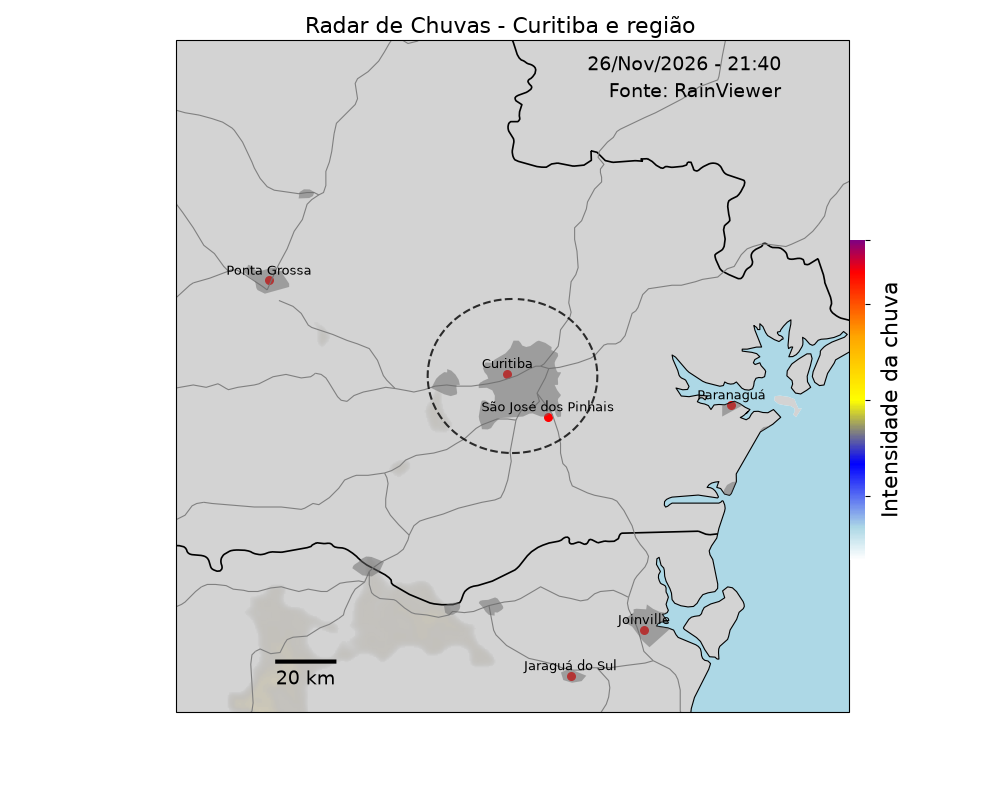 Radar de Chuvas - Curitiba e região
26/Nov/2026 - 21:40
Fonte: RainViewer
Ponta Grossa
Curitiba
São José dos Pinhais
Paranaguá
Intensidade da chuva
Joinville
Jaraguá do Sul
20 km